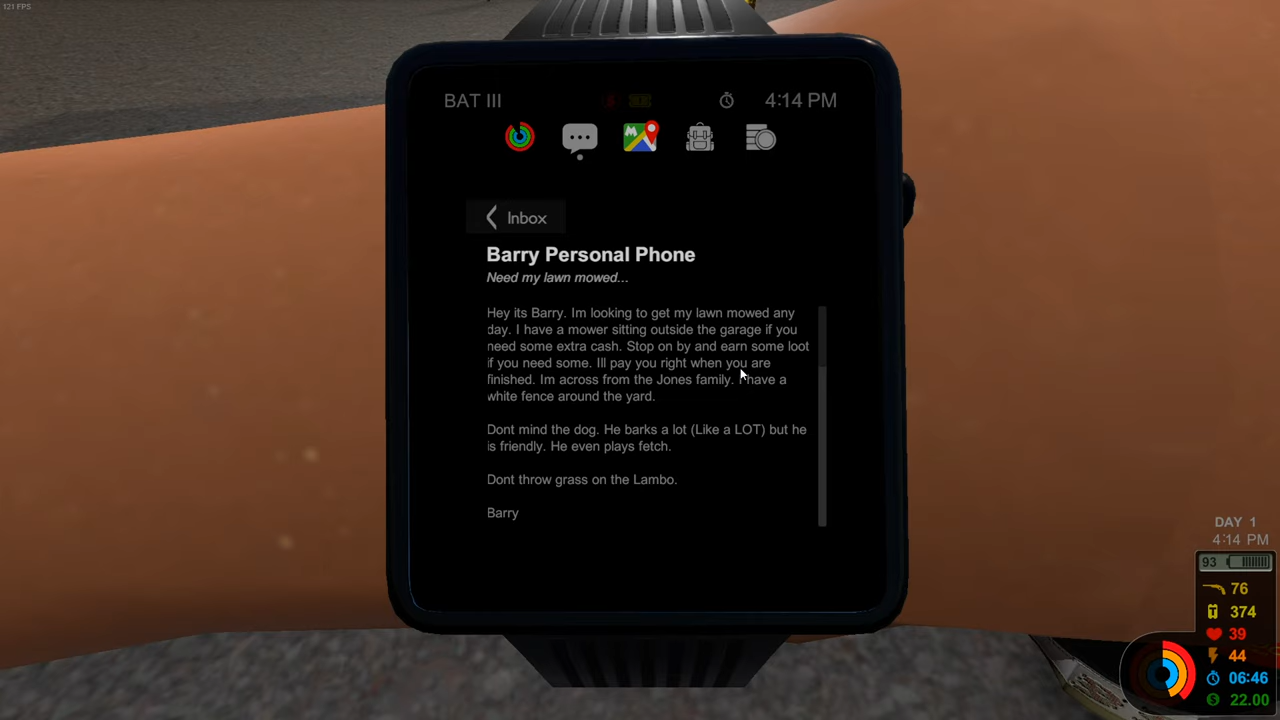 121 FPS
BAT III
4:14 PM
Inbox
Barry Personal Phone
Need my lawn mowed...
Hey its Barry. Im looking to get my lawn mowed any
day. I have a mower sitting outside the garage if you
need some extra cash. Stop on by and earn some loot
if you need some. Ill pay you right when you are
finished. Im across from the Jones family. I have a
white fence around the yard.
Dont mind the dog. He barks a lot (Like a LOT) but he
is friendly. He even plays fetch.
Dont throw grass on the Lambo.
Barry
DAY 1
4:14 PM
93
76
374
39
44
06:46
22.00